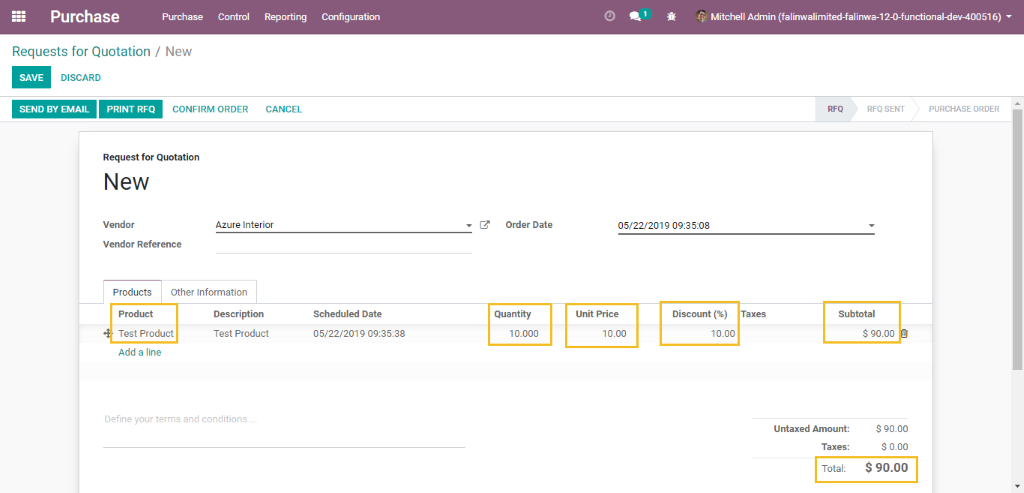 Purchase Purchase Control Reporting Configuration 1 Mitchell Admin (falinwalimited-falinwa-12-0-functional-dev-400516)
Requests for Quotation / New
SAVE DISCARD
SEND BY EMAIL PRINT RFQ CONFIRM ORDER CANCEL RFQ RFQ SENT PURCHASE ORDER
Request for Quotation
New
Vendor Azure Interior Order Date 05/22/2019 09:35:08
Vendor Reference
Products Other Information
Product Description Scheduled Date Quantity Unit Price Discount (%) Taxes Subtotal
Test Product Test Product 05/22/2019 09:35:38 10.000 10.00 10.00 $ 90.00
Add a line
Define your terms and conditions ...
Untaxed Amount: $ 90.00
Taxes: $ 0.00
Total: $ 90.00